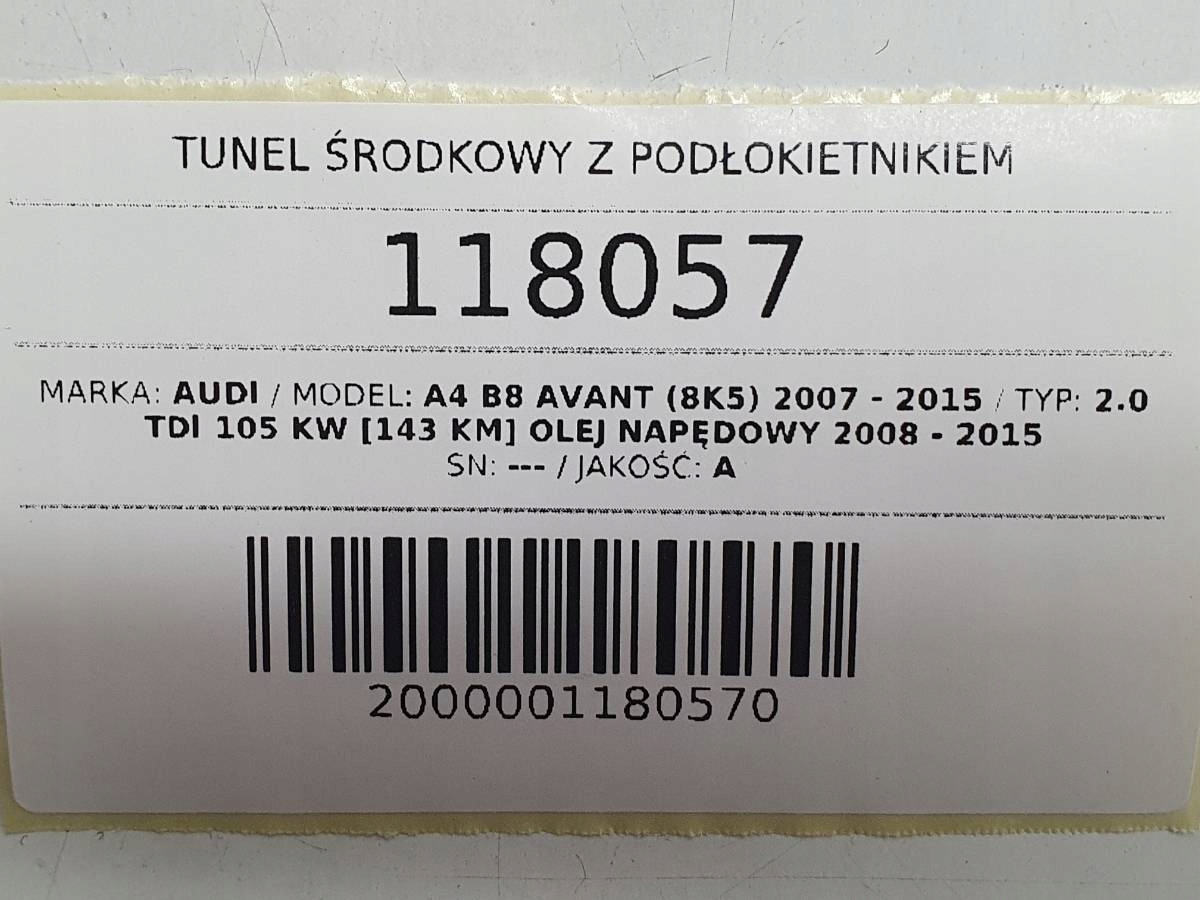 TUNEL ŚRODKOWY Z PODŁOKIETNIKIEM
118057
MARKA: AUDI / MODEL: A4 B8 AVANT (8K5) 2007 - 2015 / TYP: 2.0
TDI 105 KW [143 KM] OLEJ NAPĘDOWY 2008 - 2015
SN: --- / JAKOŚĆ: A
2000001180570